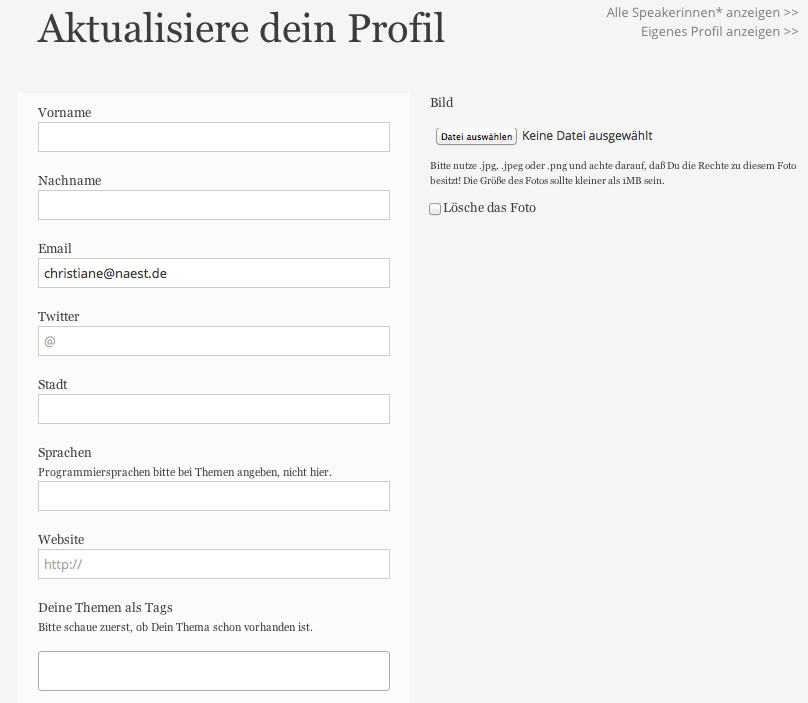 Aktualisiere dein Profil
Alle Speakerinnen* anzeigen >>
Eigenes Profil anzeigen >>
Vorname
Nachname
Email
christiane@naest.de
Twitter
@
Stadt
Sprachen
Programmiersprachen bitte bei Themen angeben, nicht hier.
Website
http://
Deine Themen als Tags
Bitte schaue zuerst, ob Dein Thema schon vorhanden ist.
Bild
Datei auswählen Keine Datei ausgewählt
Bitte nutze .jpg, .jpeg oder .png und achte darauf, daß Du die Rechte zu diesem Foto
besitzt! Die Größe des Fotos sollte kleiner als 1MB sein.
Lösche das Foto